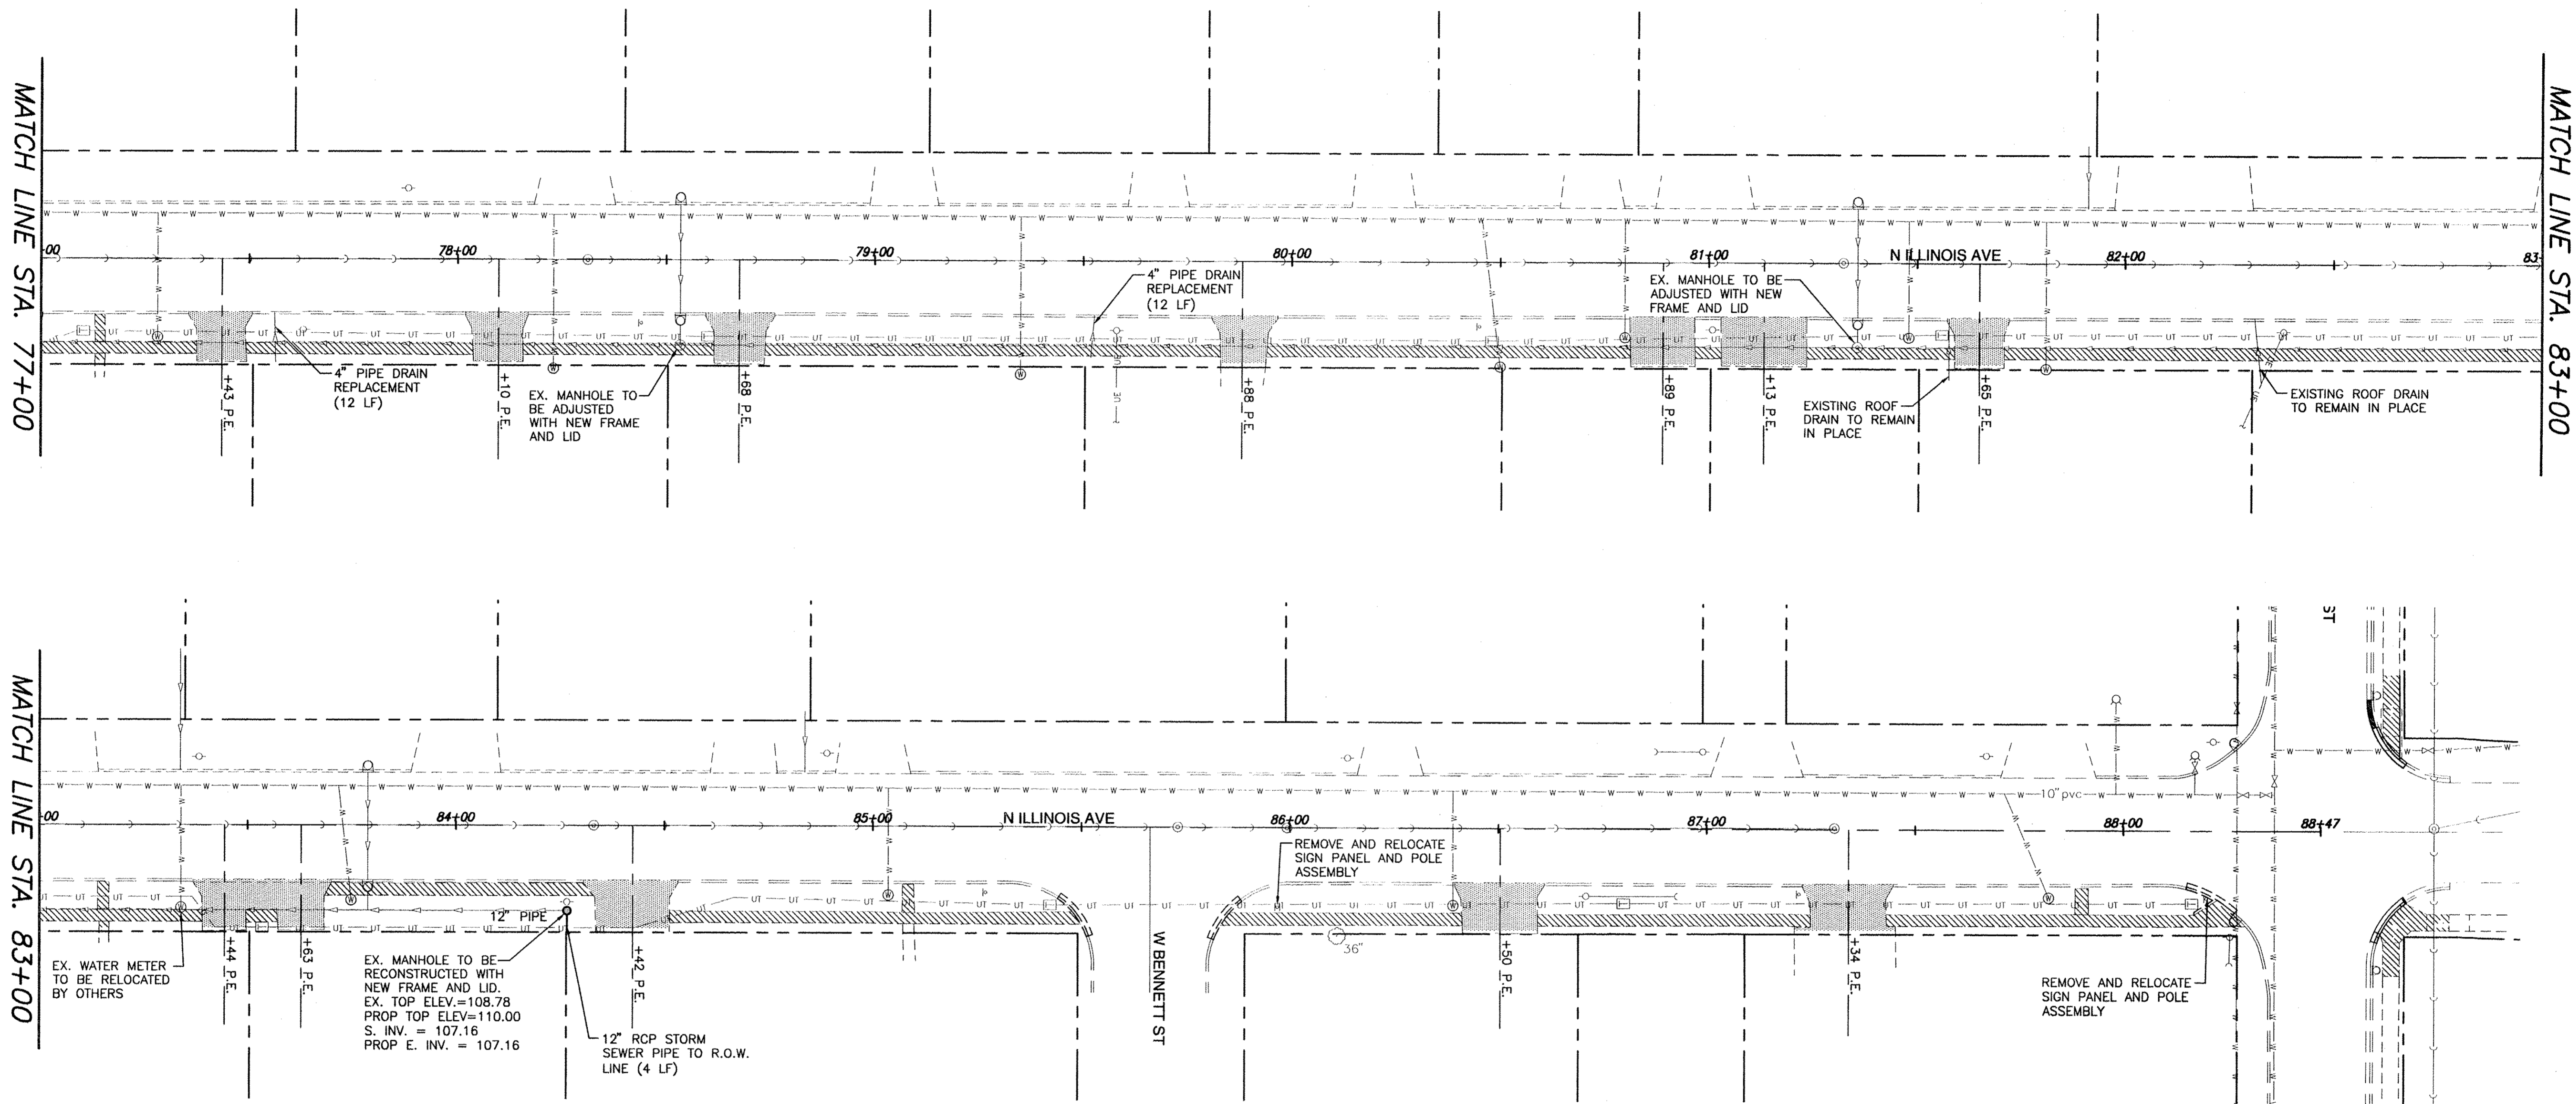 MATCH LINE STA. 77+00
00
78+00
79+00
80+00
81+00
N ILLINOIS AVE
82+00
83
MATCH LINE STA. 83+00
4" PIPE DRAIN
REPLACEMENT
(12 LF)
EX. MANHOLE TO BE
ADJUSTED WITH NEW
FRAME AND LID
+43 P.E.
4" PIPE DRAIN
REPLACEMENT
(12 LF)
+10 P.E.
EX. MANHOLE TO
BE ADJUSTED
WITH NEW FRAME
AND LID
+68 P.E.
+88 P.E.
+89 P.E.
+13 P.E.
EXISTING ROOF
DRAIN TO REMAIN
IN PLACE
+65 P.E.
EXISTING ROOF DRAIN
TO REMAIN IN PLACE
UE
ST
MATCH LINE STA. 83+00
00
84+00
85+00
N ILLINOIS AVE
86+00
87+00
10"pvc
88+00
88+47
REMOVE AND RELOCATE
SIGN PANEL AND POLE
ASSEMBLY
12" PIPE
36"
EX. WATER METER
TO BE RELOCATED
BY OTHERS
+44 P.E.
+63 P.E.
EX. MANHOLE TO BE
RECONSTRUCTED WITH
NEW FRAME AND LID.
EX. TOP ELEV.=108.78
PROP TOP ELEV=110.00
S. INV. = 107.16
PROP E. INV. = 107.16
+42 P.E.
12" RCP STORM
SEWER PIPE TO R.O.W.
LINE (4 LF)
W BENNETT ST
+50 P.E.
+34 P.E.
REMOVE AND RELOCATE
SIGN PANEL AND POLE
ASSEMBLY